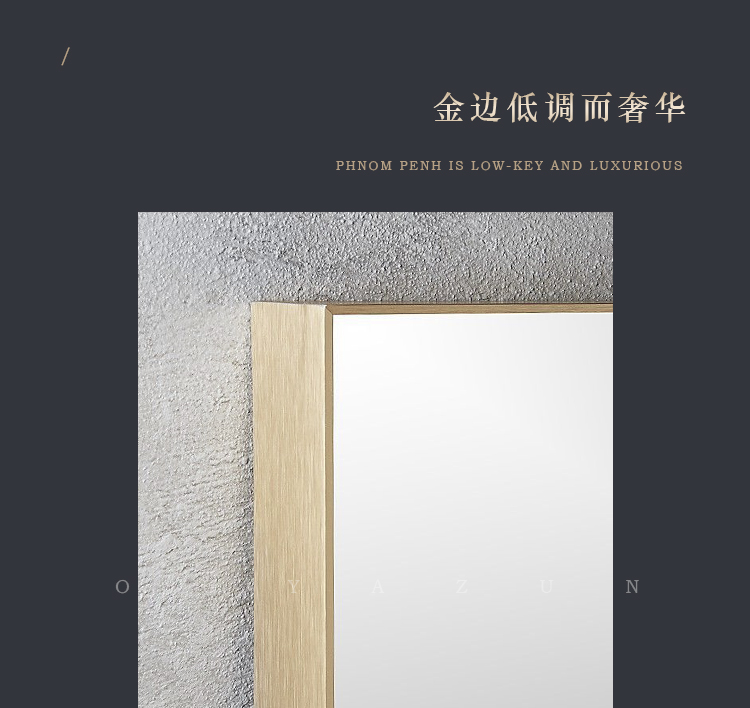 /
金边低调而奢华
PHNOM PENH IS LOW-KEY AND LUXURIOUS
O Y A Z U N